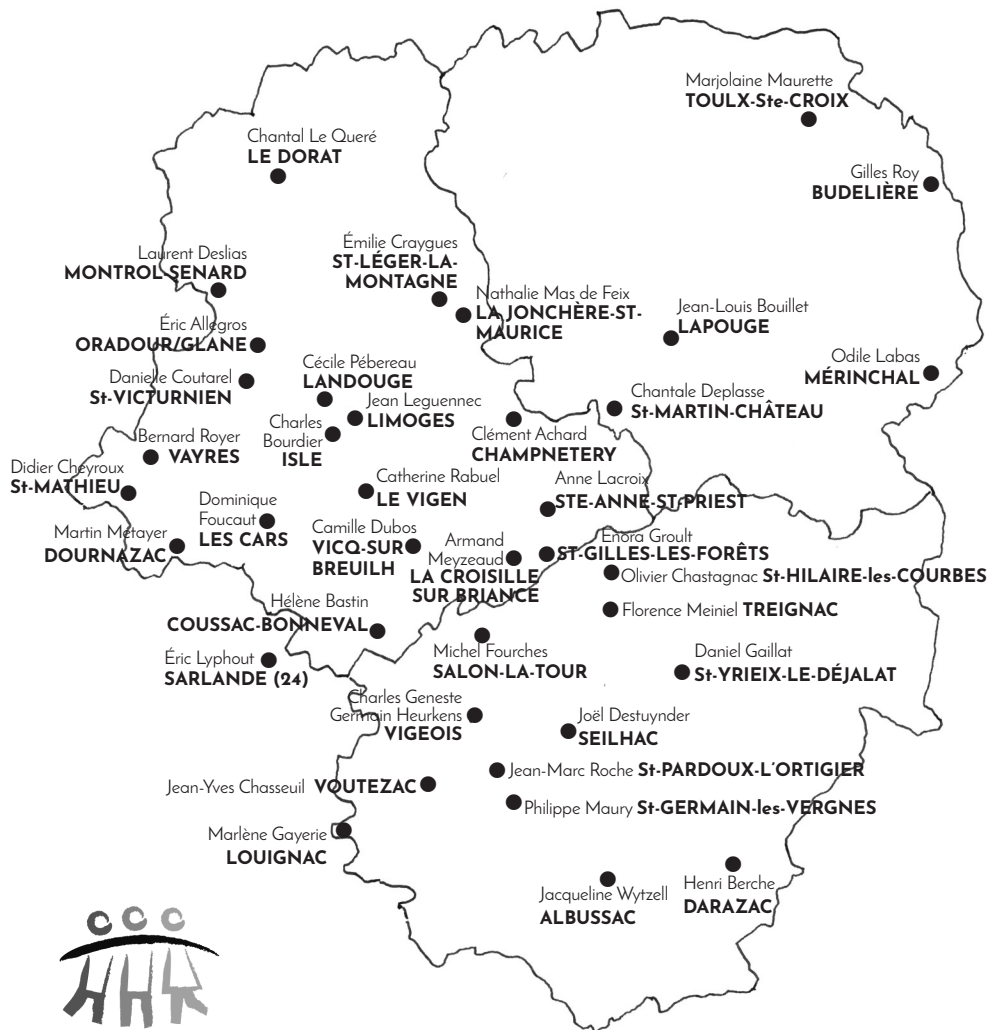 Marjolaine Maurette
TOULX-Ste-CROIX
Chantal Le Queré
LE DORAT
Gilles Roy
BUDELIÈRE
Laurent Deslias
MONTROL SENARD
Émilie Craygues
ST-LÉGER-LA-
MONTAGNE
Nathalie Mas de Feix
LA JONCHÈRE-ST-
MAURICE
Jean-Louis Bouillet
LAPOUGE
Éric Allegros
ORADOUR/GLANE
Odile Labas
MÉRINCHAL
Danielle Coutarel
St-VICTURNIEN
Cécile Pébereau
LANDOUGE
Jean Leguennec
LIMOGES
Chantale Deplasse
St-MARTIN-CHÂTEAU
Charles
Bourdier
ISLE
Clément Achard
CHAMPNETERY
Bernard Royer
VAYRES
Didier Cheyroux
St-MATHIEU
Catherine Rabuel
LE VIGEN
Anne Lacroix
STE-ANNE-ST-PRIEST
Dominique
Foucaut
LES CARS
Martin Métayer
DOURNAZAC
Camille Dubos
VICQ-SUR
BREUILH
Armand
Meyzeaud
LA CROISILLE
SUR BRIANCE
Enora Groult
ST-GILLES-LES-FORÊTS
Olivier Chastagnac St-HILAIRE-les-COURBES
Hélène Bastin
COUSSAC-BONNEVAL
Florence Meiniel TREIGNAC
Éric Lyphout
SARLANDE (24)
Michel Fourches
SALON-LA-TOUR
Daniel Gaillat
St-YRIEIX-LE-DÉJALAT
Charles Geneste
Germain Heurkens
VIGEOIS
Joël Destuynder
SEILHAC
Jean-Marc Roche St-PARDOUX-L'ORTIGIER
Jean-Yves Chasseuil VOUTEZAC
Philippe Maury St-GERMAIN-les-VERGNES
Marlène Gayerie
LOUIGNAC
Jacqueline Wytzell
ALBUSSAC
Henri Berche
DARAZAC